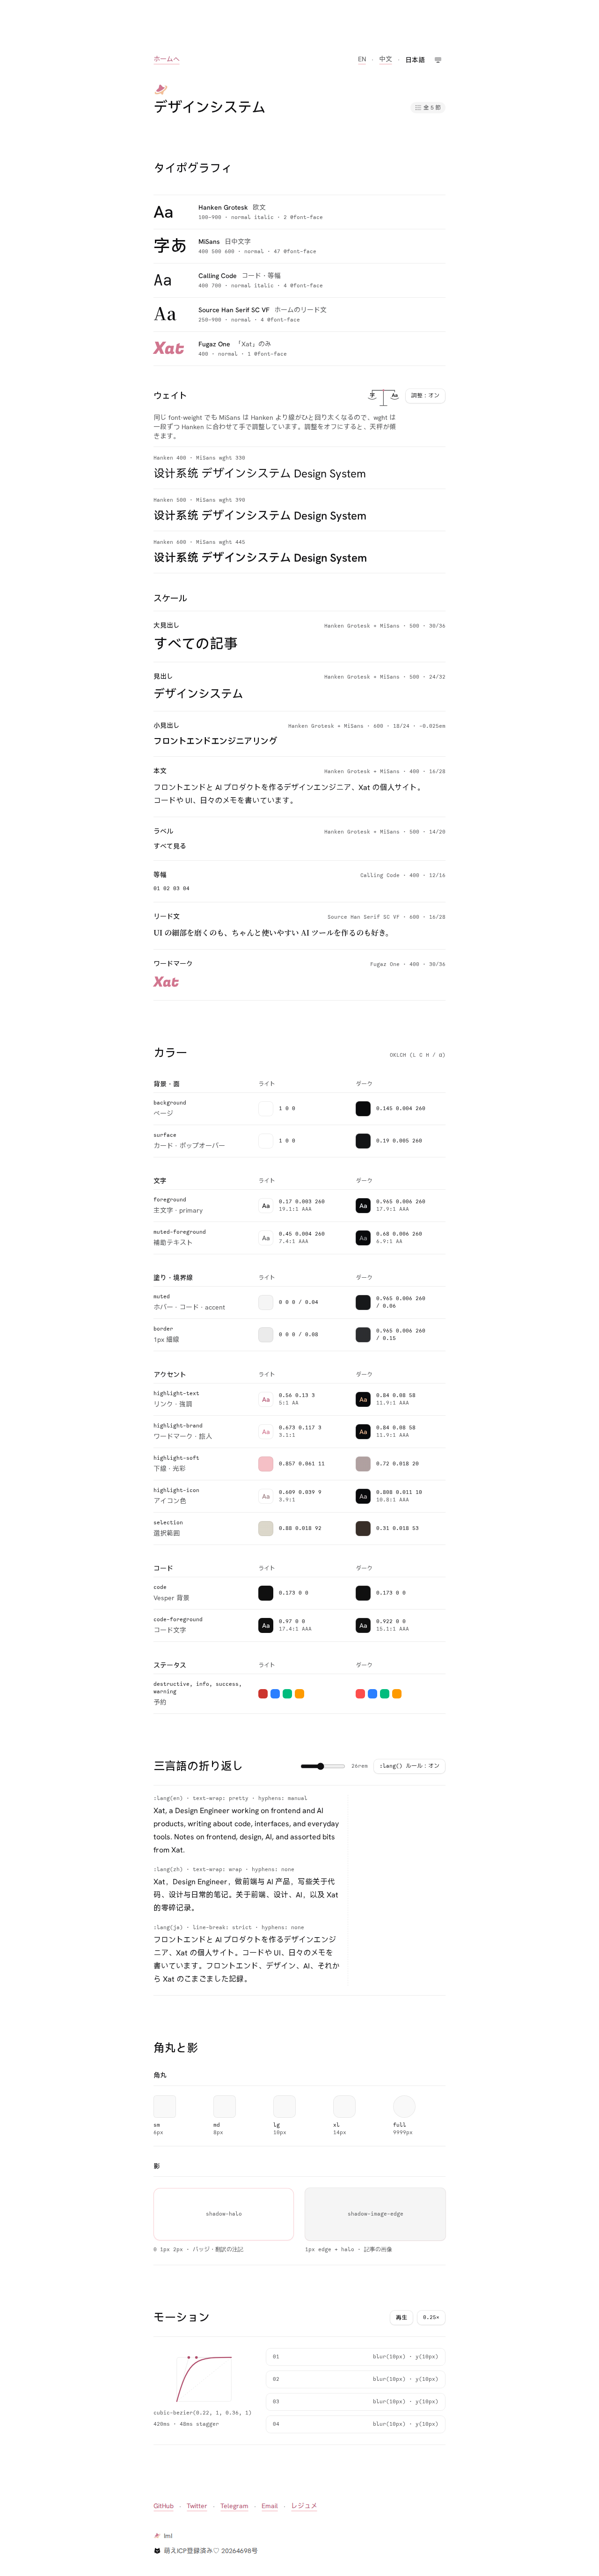 ホームへ
EN · 中文 · 日本語
デザインシステム
全 5 節
タイポグラフィ
Aa
Hanken Grotesk 欧文
100–900 · normal italic · 2 @font-face
字あ
MiSans 日中文字
400 500 600 · normal · 47 @font-face
Aa
Calling Code コード・等幅
400 700 · normal italic · 4 @font-face
Aa
Source Han Serif SC VF ホームのリード文
250–900 · normal · 4 @font-face
Xat
Fugaz One 「Xat」のみ
400 · normal · 1 @font-face
ウェイト
字 Aa
調整：オン
同じ font-weight でも MiSans は Hanken より線がひと回り太くなるので、wght は
一段ずつ Hanken に合わせて手で調整しています。調整をオフにすると、天秤が傾
きます。
Hanken 400 · MiSans wght 330
设计系统 デザインシステム Design System
Hanken 500 · MiSans wght 390
设计系统 デザインシステム Design System
Hanken 600 · MiSans wght 445
设计系统 デザインシステム Design System
スケール
大見出し
Hanken Grotesk + MiSans · 500 · 30/36
すべての記事
見出し
Hanken Grotesk + MiSans · 500 · 24/32
デザインシステム
小見出し
Hanken Grotesk + MiSans · 600 · 18/24 · -0.025em
フロントエンドエンジニアリング
本文
Hanken Grotesk + MiSans · 400 · 16/28
フロントエンドと AI プロダクトを作るデザインエンジニア、Xat の個人サイト。
コードや UI、日々のメモを書いています。
ラベル
Hanken Grotesk + MiSans · 500 · 14/20
すべて見る
等幅
Calling Code · 400 · 12/16
01 02 03 04
リード文
Source Han Serif SC VF · 600 · 16/28
UI の細部を磨くのも、ちゃんと使いやすい AI ツールを作るのも好き。
ワードマーク
Fugaz One · 400 · 30/36
Xat
カラー
OKLCH (L C H / α)
背景・面 ライト ダーク
background
ページ
1 0 0
0.145 0.004 260
surface
カード・ポップオーバー
1 0 0
0.19 0.005 260
文字 ライト ダーク
foreground
主文字・primary
Aa
0.17 0.003 260
19.1:1 AAA
Aa
0.965 0.006 260
17.9:1 AAA
muted-foreground
補助テキスト
Aa
0.45 0.004 260
7.4:1 AAA
Aa
0.68 0.006 260
6.9:1 AA
塗り・境界線 ライト ダーク
muted
ホバー・コード・accent
0 0 0 / 0.04
0.965 0.006 260
/ 0.06
border
1px 細線
0 0 0 / 0.08
0.965 0.006 260
/ 0.15
アクセント ライト ダーク
highlight-text
リンク・強調
Aa
0.56 0.13 3
5:1 AA
Aa
0.84 0.08 58
11.9:1 AAA
highlight-brand
ワードマーク・旅人
Aa
0.673 0.117 3
3.1:1
Aa
0.84 0.08 58
11.9:1 AAA
highlight-soft
下線・光彩
0.857 0.061 11
0.72 0.018 20
highlight-icon
アイコン色
Aa
0.609 0.039 9
3.9:1
Aa
0.808 0.011 10
10.8:1 AAA
selection
選択範囲
0.88 0.018 92
0.31 0.018 53
コード ライト ダーク
code
Vesper 背景
0.173 0 0
0.173 0 0
code-foreground
コード文字
Aa
0.97 0 0
17.4:1 AAA
Aa
0.922 0 0
15.1:1 AAA
ステータス ライト ダーク
destructive, info, success,
warning
予約
三言語の折り返し
26rem
:lang() ルール：オン
:lang(en) · text-wrap: pretty · hyphens: manual
Xat, a Design Engineer working on frontend and AI
products, writing about code, interfaces, and everyday
tools. Notes on frontend, design, AI, and assorted bits
from Xat.
:lang(zh) · text-wrap: wrap · hyphens: none
Xat，Design Engineer，做前端与 AI 产品，写些关于代
码、设计与日常的笔记。关于前端、设计、AI，以及 Xat
的零碎记录。
:lang(ja) · line-break: strict · hyphens: none
フロントエンドと AI プロダクトを作るデザインエンジ
ニア、Xat の個人サイト。コードや UI、日々のメモを
書いています。フロントエンド、デザイン、AI、それか
ら Xat のこまごました記録。
角丸と影
角丸
sm
6px
md
8px
lg
10px
xl
14px
full
9999px
影
shadow-halo
0 1px 2px · バッジ・翻訳の注記
shadow-image-edge
1px edge + halo · 記事の画像
モーション
再生
0.25×
cubic-bezier(0.22, 1, 0.36, 1)
420ms · 48ms stagger
01 blur(10px) · y(10px)
02 blur(10px) · y(10px)
03 blur(10px) · y(10px)
04 blur(10px) · y(10px)
GitHub · Twitter · Telegram · Email · レジュメ
萌えICP登録済み♡ 20264698号